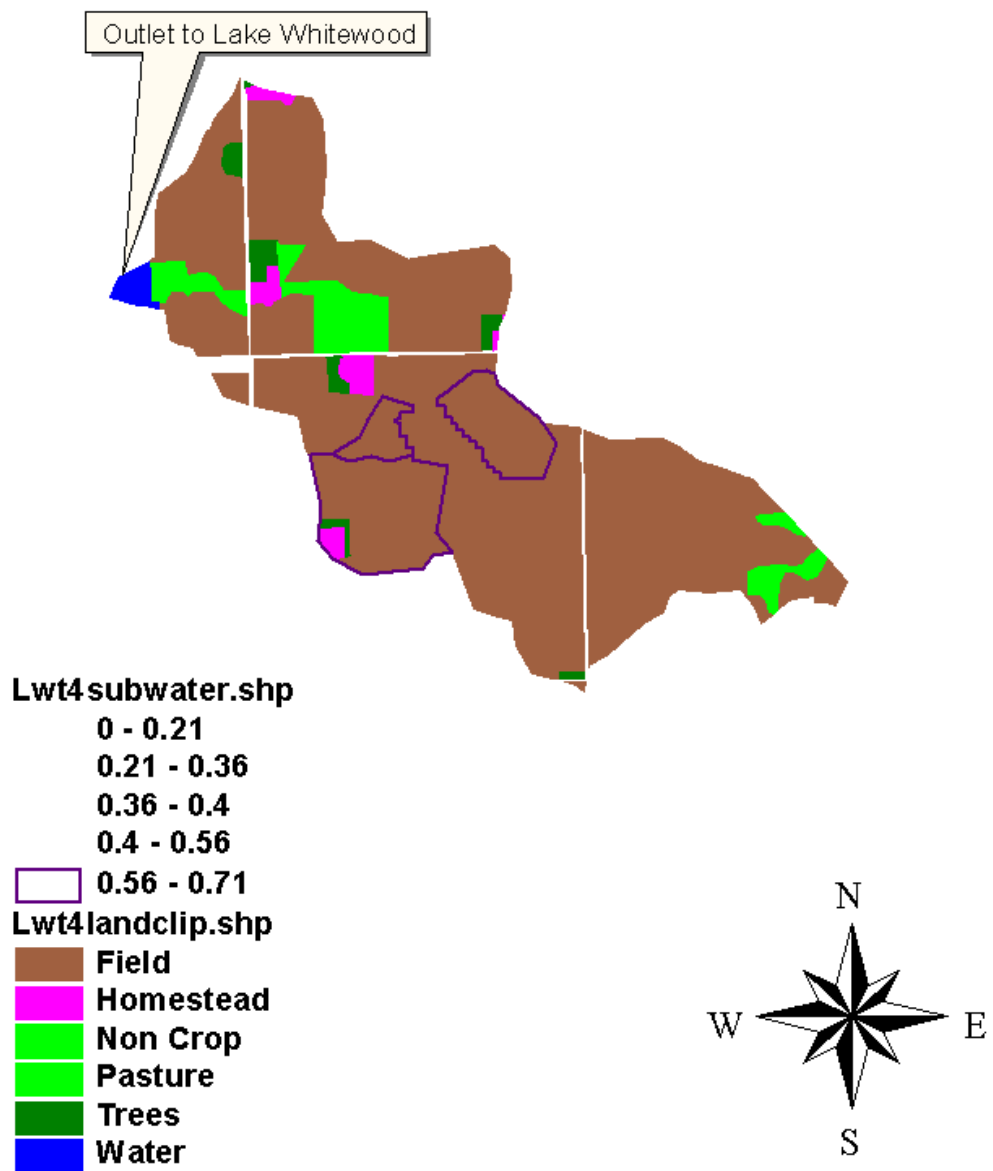 Outlet to Lake Whitewood
Lwt4subwater.shp
0 - 0.21
0.21 - 0.36
0.36 - 0.4
0.4 - 0.56
0.56 - 0.71
Lwt4landclip.shp
Field
Homestead
Non Crop
Pasture
Trees
Water
N
W E
S